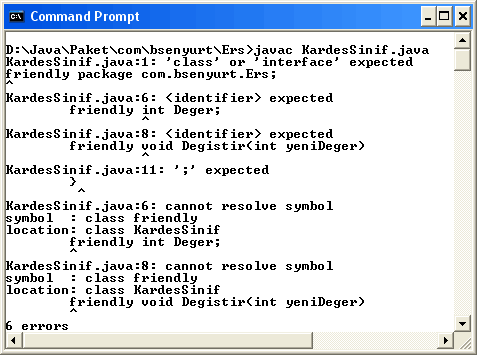 Command Prompt
D:\Java\Paket\com\bsenyurt\Ers>javac KardesSinif.java
KardesSinif.java:1: 'class' or 'interface' expected
friendly package com.bsenyurt.Ers;
^
KardesSinif.java:6: <identifier> expected
        friendly int Deger;
                 ^
KardesSinif.java:8: <identifier> expected
        friendly void Degistir(int yeniDeger)
                 ^
KardesSinif.java:11: ';' expected
        }
         ^
KardesSinif.java:6: cannot resolve symbol
symbol  : class friendly
location: class KardesSinif
        friendly int Deger;
        ^
KardesSinif.java:8: cannot resolve symbol
symbol  : class friendly
location: class KardesSinif
        friendly void Degistir(int yeniDeger)
        ^
6 errors